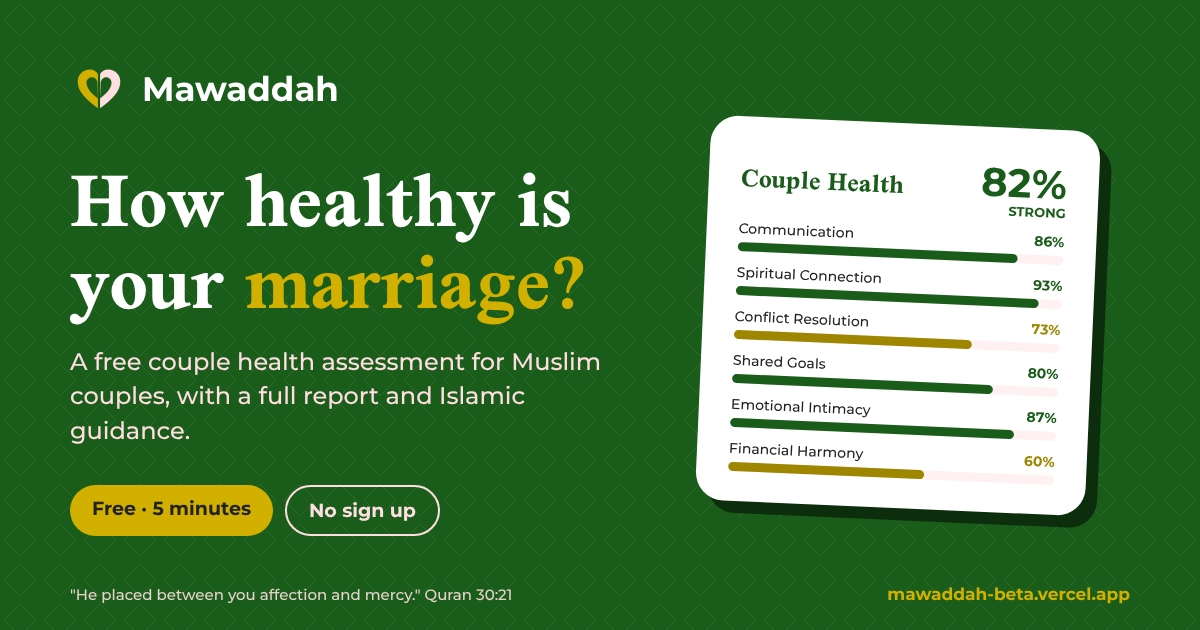 Mawaddah
How healthy is
your marriage?
A free couple health assessment for Muslim
couples, with a full report and Islamic
guidance.
Free · 5 minutes
No sign up
"He placed between you affection and mercy." Quran 30:21
Couple Health
82%
STRONG
Communication
86%
Spiritual Connection
93%
Conflict Resolution
73%
Shared Goals
80%
Emotional Intimacy
87%
Financial Harmony
60%
mawaddah-beta.vercel.app